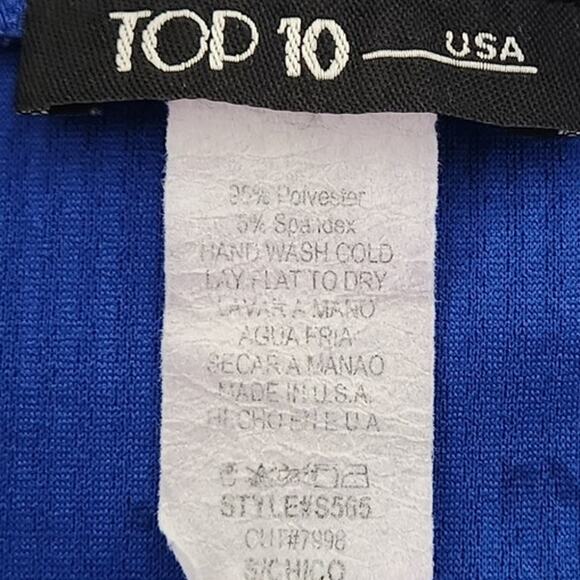 TOP 10 USA
95% Polyester
5% Spandex
HAND WASH COLD
LAY FLAT TO DRY
LAVAR A MANO
AGUA FRIA
SECAR A MANAO
MADE IN U.S.A.
HECHO EN E.U.A
STYLE#S565
CUT#7998
S/CHICO